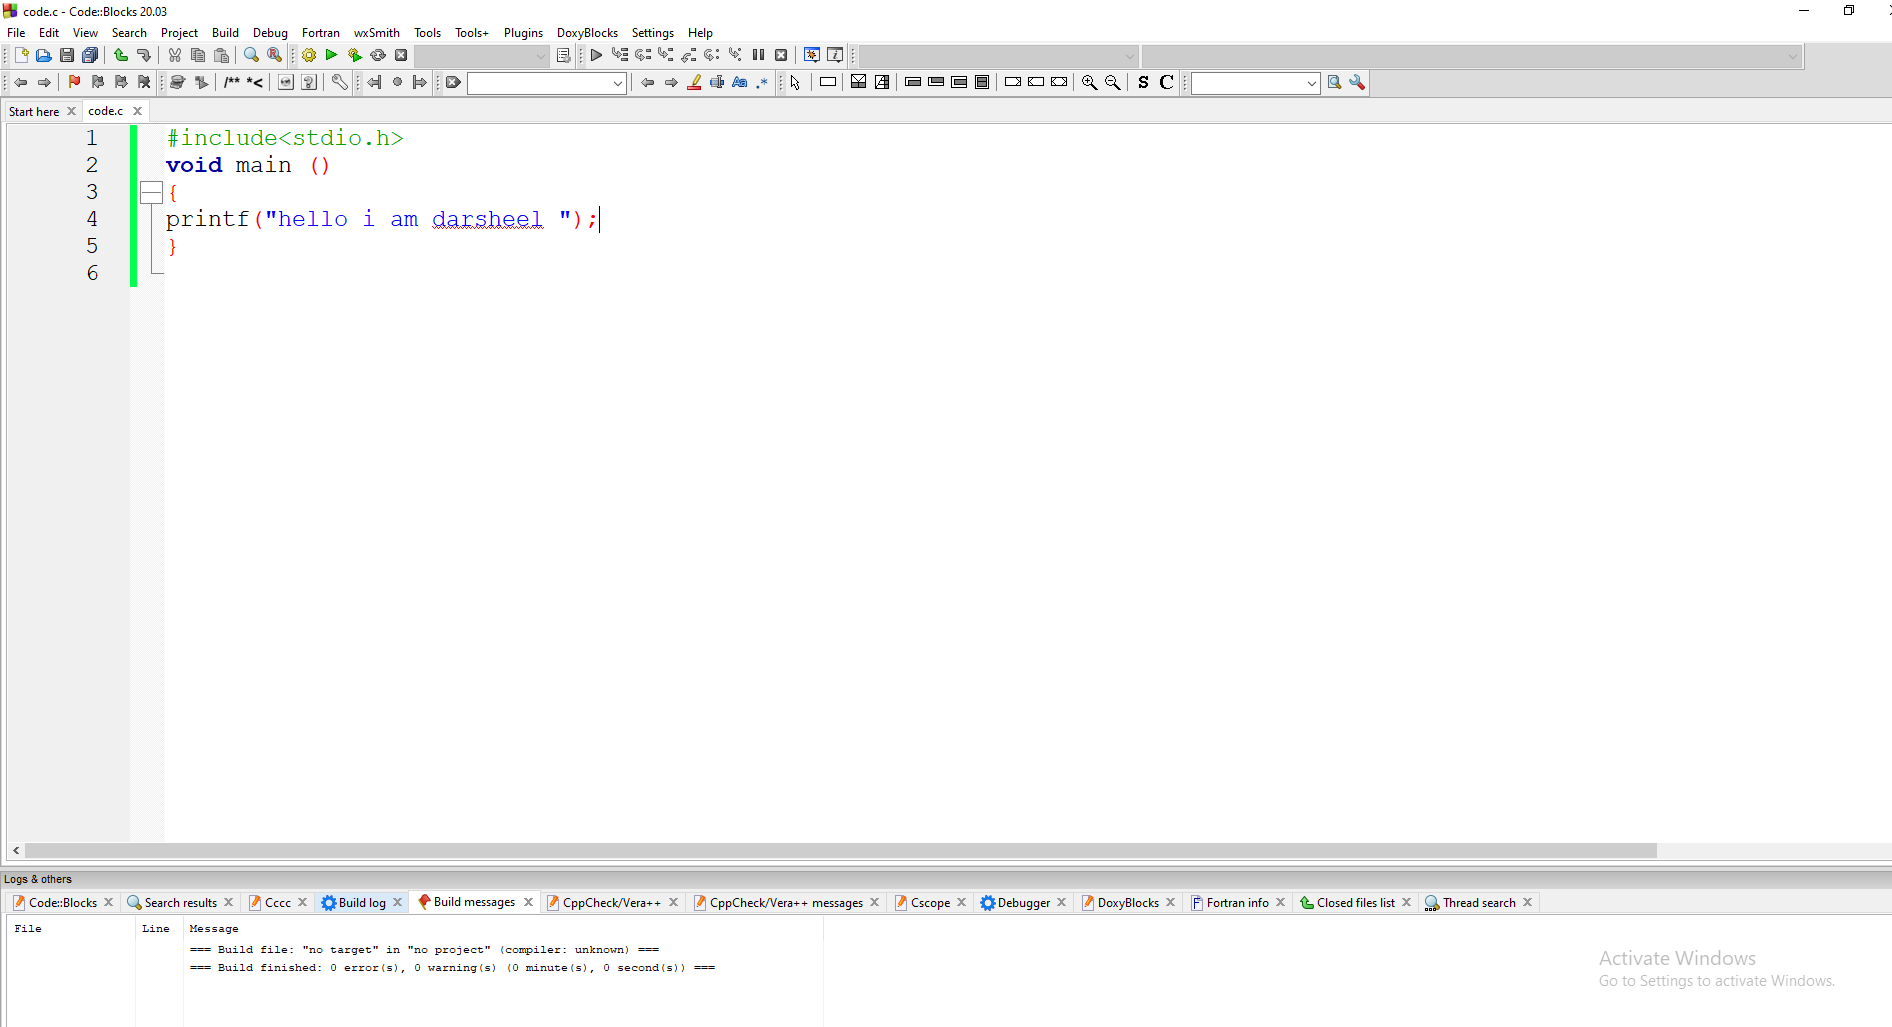 code.c - Code::Blocks 20.03
File Edit View Search Project Build Debug Fortran wxSmith Tools Tools+ Plugins DoxyBlocks Settings Help
/** *< Aa .* S C
Start here code.c
1 #include<stdio.h>
2 void main ()
3 {
4 printf("hello i am darsheel ");
5 }
6
Logs & others
Code::Blocks Search results Cccc Build log Build messages CppCheck/Vera++ CppCheck/Vera++ messages Cscope Debugger DoxyBlocks Fortran info Closed files list Thread search
File Line Message
=== Build file: "no target" in "no project" (compiler: unknown) ===
=== Build finished: 0 error(s), 0 warning(s) (0 minute(s), 0 second(s)) ===
Activate Windows
Go to Settings to activate Windows.